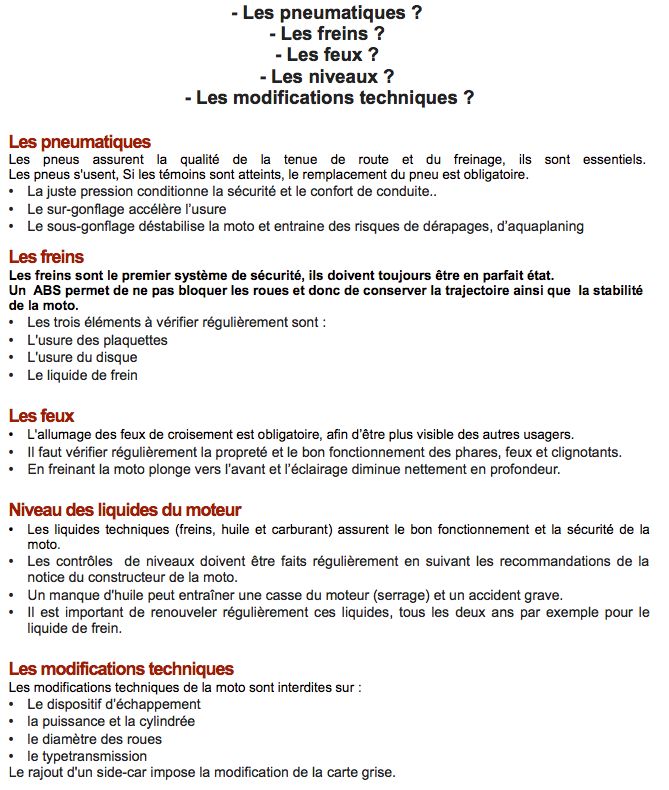 - Les pneumatiques ?
- Les freins ?
- Les feux ?
- Les niveaux ?
- Les modifications techniques ?
Les pneumatiques
Les pneus assurent la qualité de la tenue de route et du freinage, ils sont essentiels.
Les pneus s'usent, Si les témoins sont atteints, le remplacement du pneu est obligatoire.
• La juste pression conditionne la sécurité et le confort de conduite..
• Le sur-gonflage accélère l'usure
• Le sous-gonflage déstabilise la moto et entraine des risques de dérapages, d'aquaplaning
Les freins
Les freins sont le premier système de sécurité, ils doivent toujours être en parfait état.
Un ABS permet de ne pas bloquer les roues et donc de conserver la trajectoire ainsi que la stabilité
de la moto.
• Les trois éléments à vérifier régulièrement sont :
• L'usure des plaquettes
• L'usure du disque
• Le liquide de frein
Les feux
• L'allumage des feux de croisement est obligatoire, afin d'être plus visible des autres usagers.
• Il faut vérifier régulièrement la propreté et le bon fonctionnement des phares, feux et clignotants.
• En freinant la moto plonge vers l'avant et l'éclairage diminue nettement en profondeur.
Niveau des liquides du moteur
• Les liquides techniques (freins, huile et carburant) assurent le bon fonctionnement et la sécurité de la
moto.
• Les contrôles de niveaux doivent être faits régulièrement en suivant les recommandations de la
notice du constructeur de la moto.
• Un manque d'huile peut entraîner une casse du moteur (serrage) et un accident grave.
• Il est important de renouveler régulièrement ces liquides, tous les deux ans par exemple pour le
liquide de frein.
Les modifications techniques
Les modifications techniques de la moto sont interdites sur :
• Le dispositif d'échappement
• la puissance et la cylindrée
• le diamètre des roues
• le typetransmission
Le rajout d'un side-car impose la modification de la carte grise.